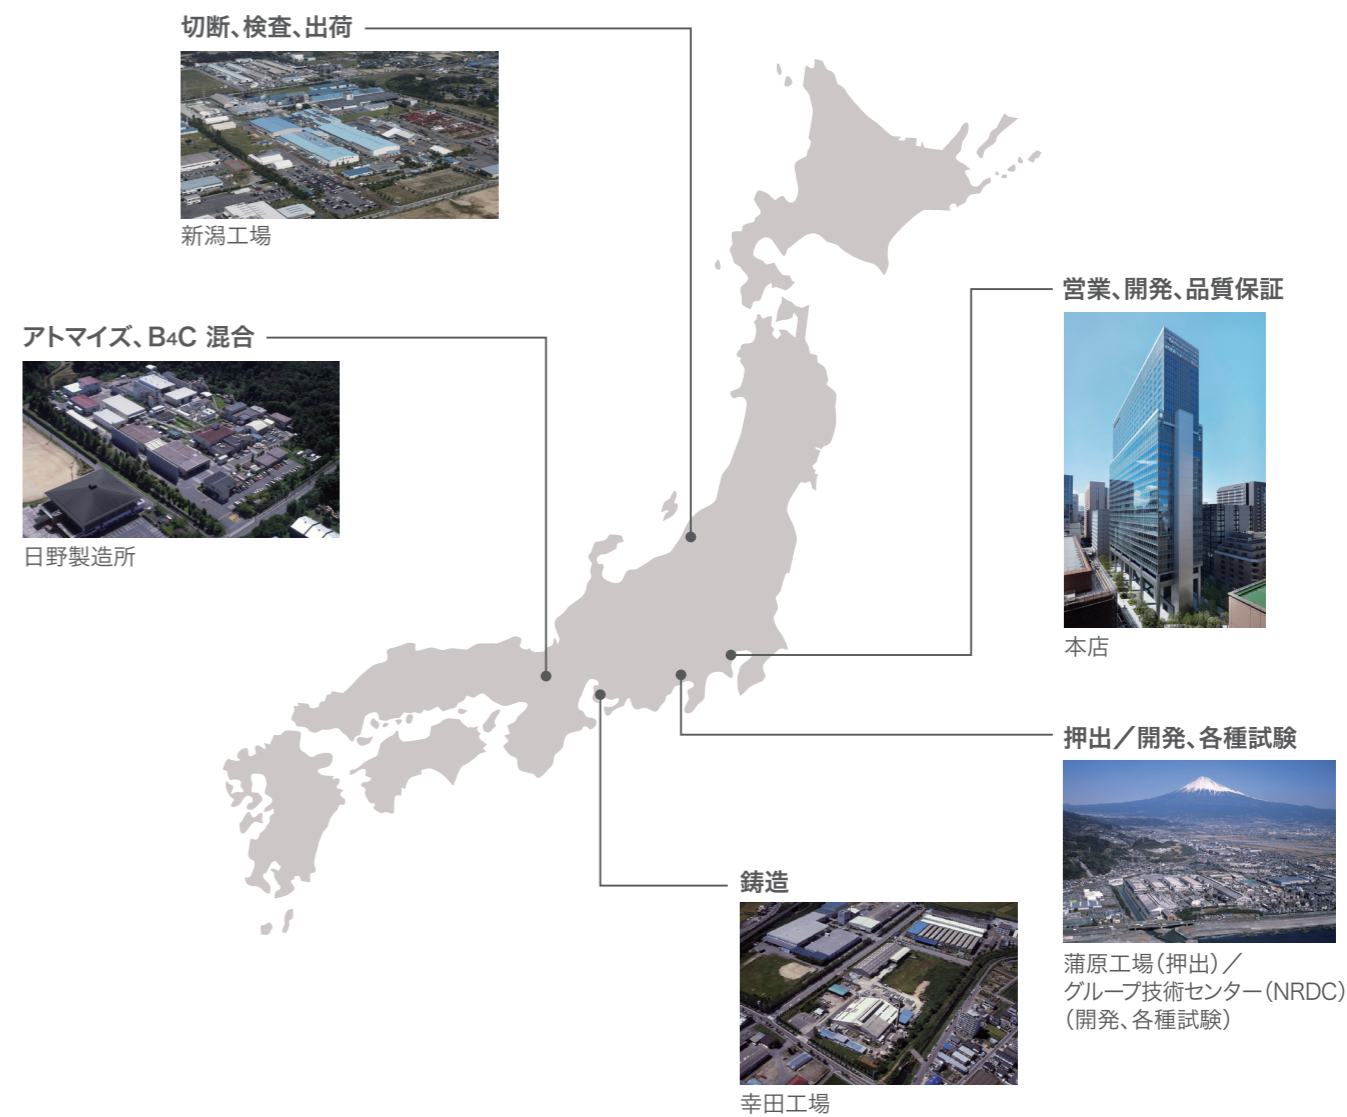 切断、検査、出荷
新潟工場
アトマイズ、B4C 混合
日野製造所
営業、開発、品質保証
本店
押出／開発、各種試験
蒲原工場（押出）／
グループ技術センター（NRDC）
（開発、各種試験）
鋳造
幸田工場